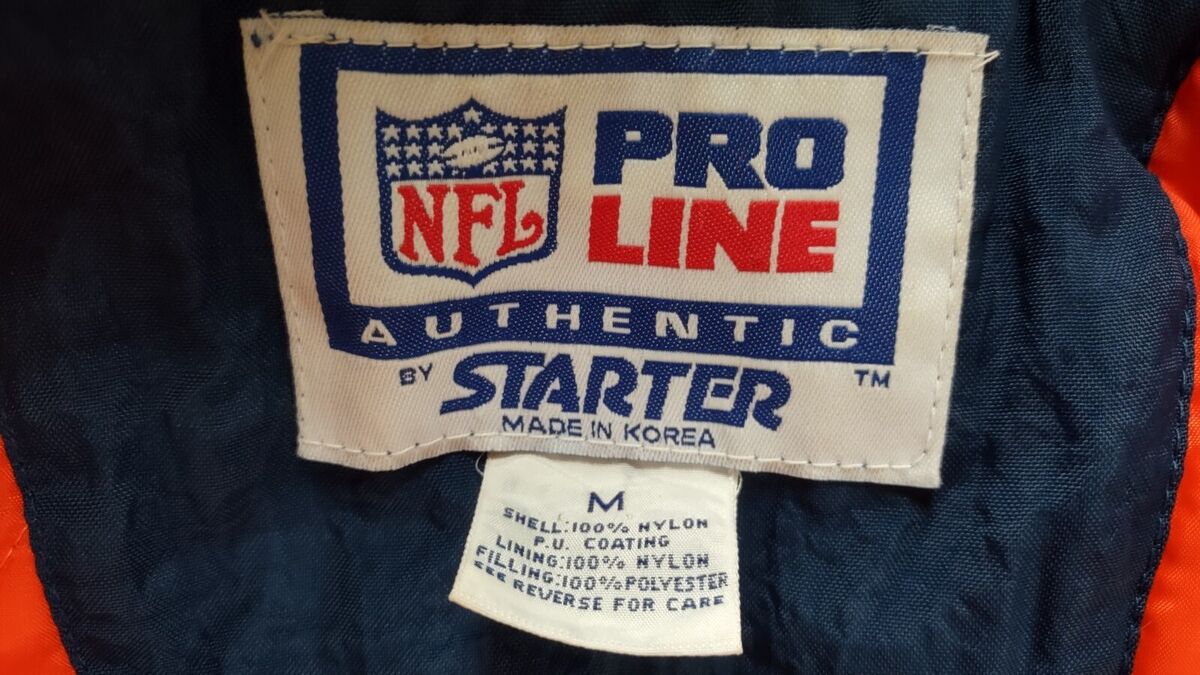 NFL
PRO
LINE
AUTHENTIC
BY STARTER TM
MADE IN KOREA
M
SHELL:100% NYLON
P.U. COATING
LINING:100% NYLON
FILLING:100% POLYESTER
SEE REVERSE FOR CARE